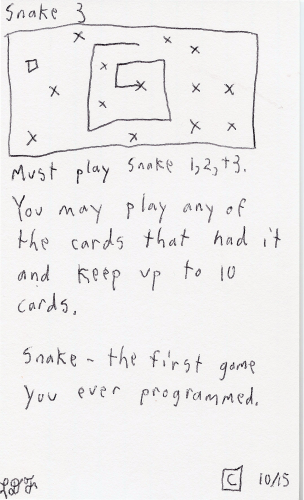 Snake 3
Must play Snake 1,2,+3.
You may play any of
the cards that had it
and keep up to 10
cards.
Snake - the first game
you ever programmed.
C 10/15